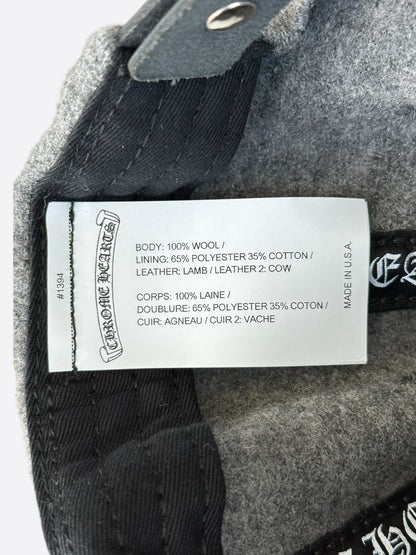 #1394
CHROME HEARTS
BODY: 100% WOOL /
LINING: 65% POLYESTER 35% COTTON /
LEATHER: LAMB / LEATHER 2: COW
CORPS: 100% LAINE /
DOUBLURE: 65% POLYESTER 35% COTON /
CUIR: AGNEAU / CUIR 2: VACHE
MADE IN U.S.A.